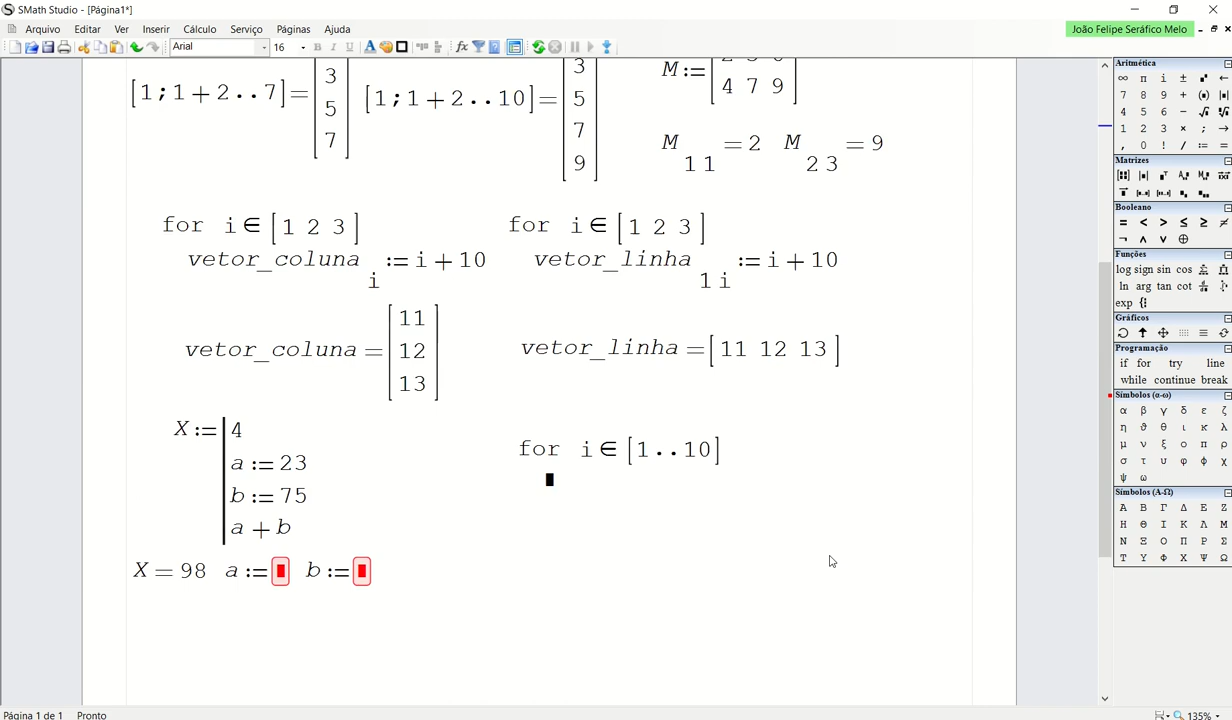 SMath Studio - [Página1*]
Arquivo Editar Ver Inserir Cálculo Serviço Páginas Ajuda
João Felipe Seráfico Melo
Arial 16 B I U A fx
[1;1+2..7]= 3 5 7
[1;1+2..10]= 3 5 7 9
M:= 4 7 9
M 1 1 =2 M 2 3 =9
for i∈[1 2 3]
vetor_coluna i :=i+10
for i∈[1 2 3]
vetor_linha 1 i :=i+10
vetor_coluna= 11 12 13
vetor_linha=[11 12 13]
X:= 4
a:=23
b:=75
a+b
for i∈[1..10]
X=98 a:= b:=
Aritmética
∞ π i ±
7 8 9 +
4 5 6 −
1 2 3 × ; →
, 0 ! / := =
Matrizes
Booleano
= < > ≤ ≥ ≠
¬ ∧ ∨ ⊕
Funções
log sign sin cos
ln arg tan cot
exp
Gráficos
Programação
if for try line
while continue break
Símbolos (α-ω)
α β γ δ ε ζ
η ϑ θ ι κ λ
μ ν ξ ο π ρ
σ τ υ φ χ
ψ ω
Símbolos (Α-Ω)
Α Β Γ Δ Ε Ζ
Η Θ Ι Κ Λ Μ
Ν Ξ Ο Π Ρ Σ
Τ Υ Φ Χ Ψ Ω
Página 1 de 1 Pronto
135%